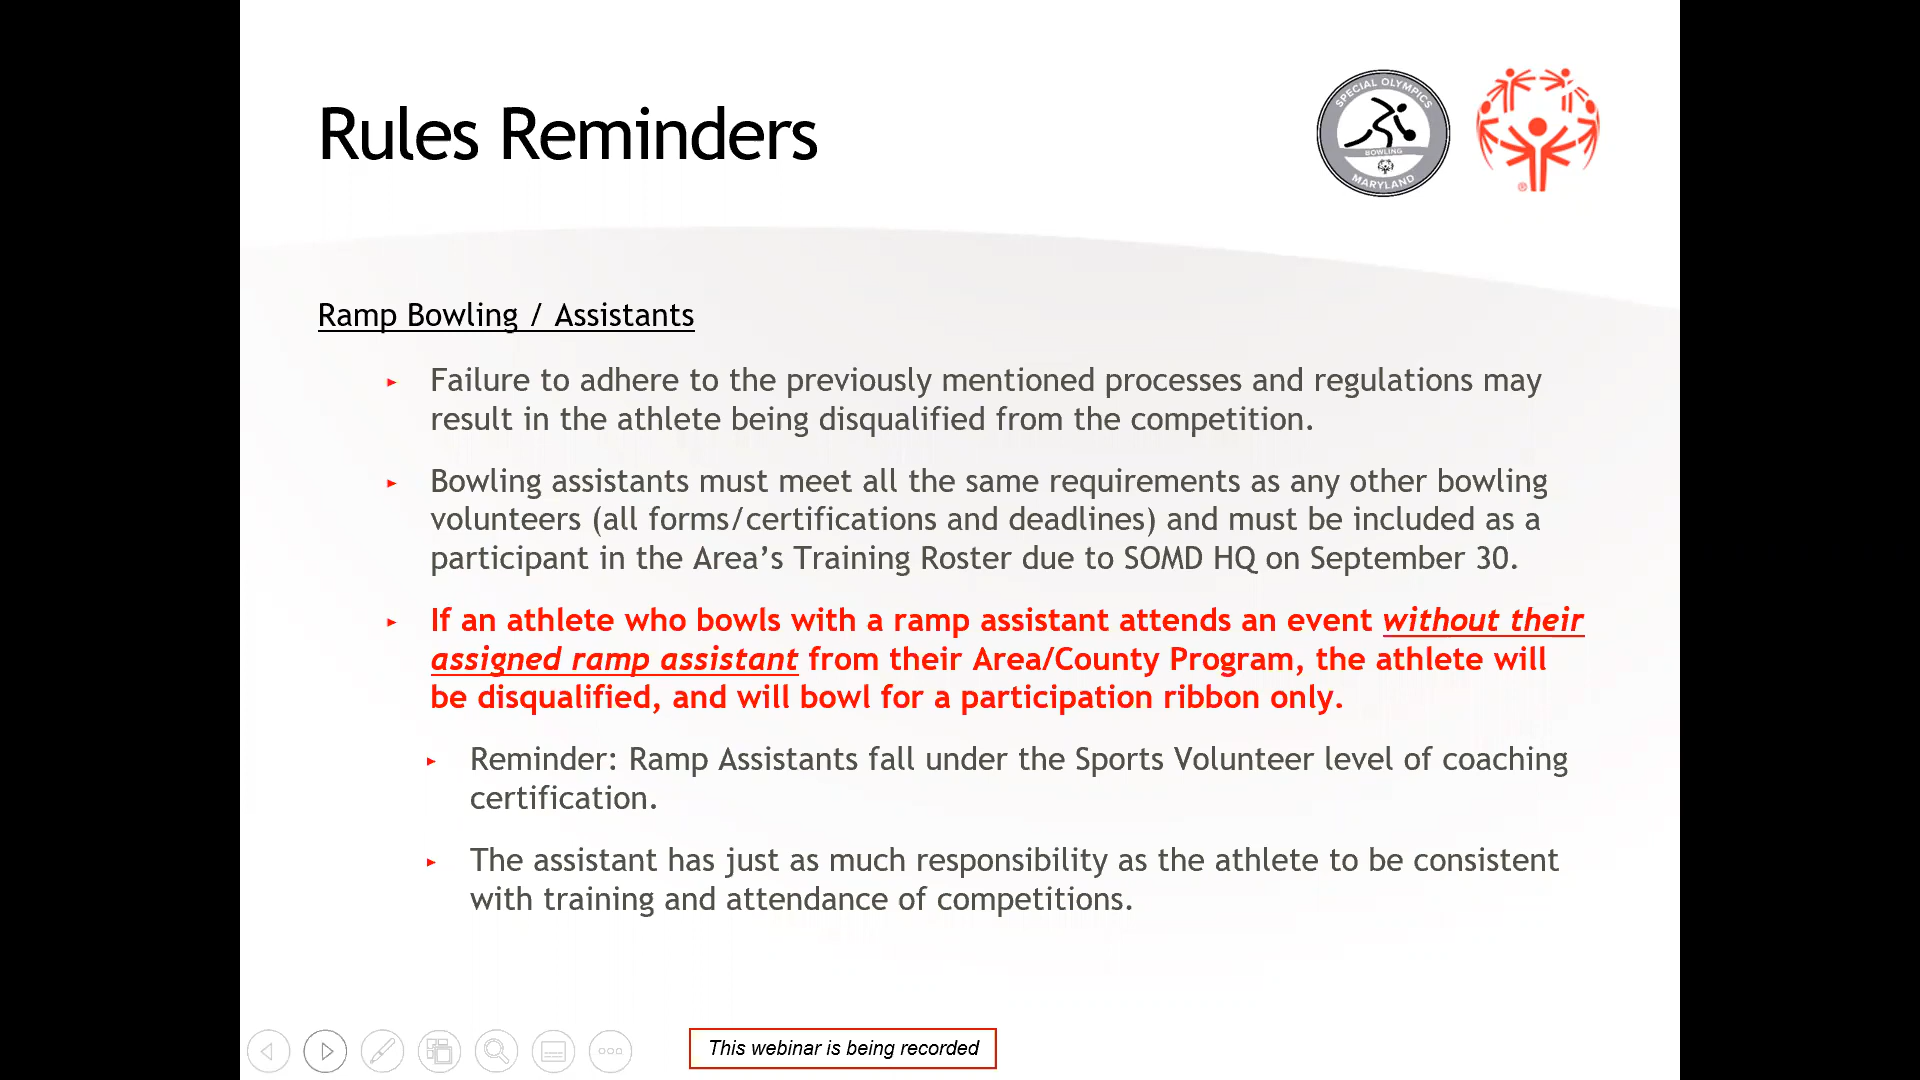 Rules Reminders
SPECIAL OLYMPICS
BOWLING
MARYLAND
®
Ramp Bowling / Assistants
Failure to adhere to the previously mentioned processes and regulations may
result in the athlete being disqualified from the competition.
Bowling assistants must meet all the same requirements as any other bowling
volunteers (all forms/certifications and deadlines) and must be included as a
participant in the Area’s Training Roster due to SOMD HQ on September 30.
If an athlete who bowls with a ramp assistant attends an event without their
assigned ramp assistant from their Area/County Program, the athlete will
be disqualified, and will bowl for a participation ribbon only.
Reminder: Ramp Assistants fall under the Sports Volunteer level of coaching
certification.
The assistant has just as much responsibility as the athlete to be consistent
with training and attendance of competitions.
This webinar is being recorded